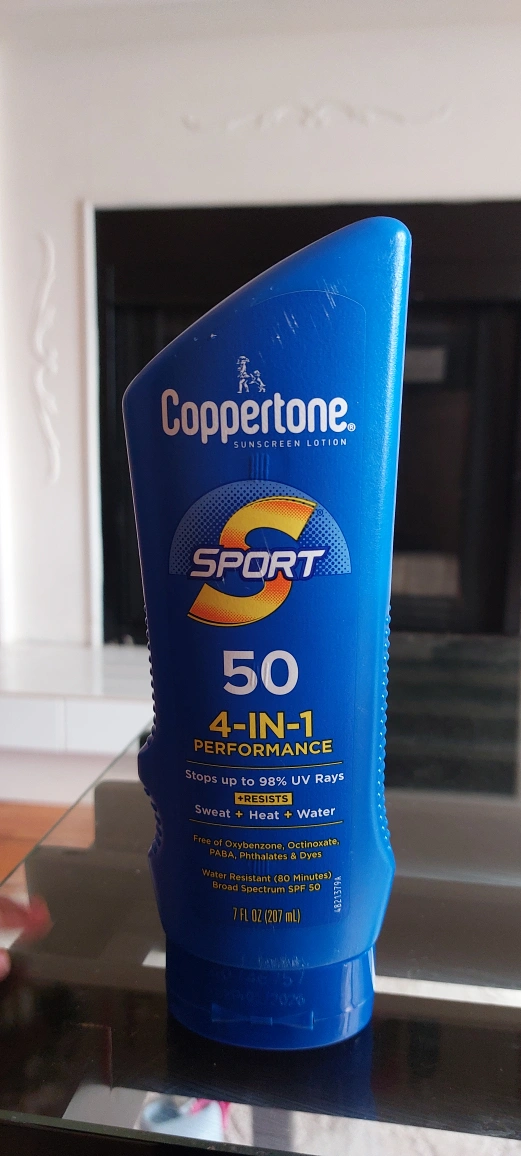 Coppertone®
SUNSCREEN LOTION
SPORT
50
4-IN-1
PERFORMANCE
Stops up to 98% UV Rays
+RESISTS
Sweat + Heat + Water
Free of Oxybenzone, Octinoxate,
PABA, Phthalates & Dyes
Water Resistant (80 Minutes)
Broad Spectrum SPF 50
7 FL OZ (207 mL)
4821379A